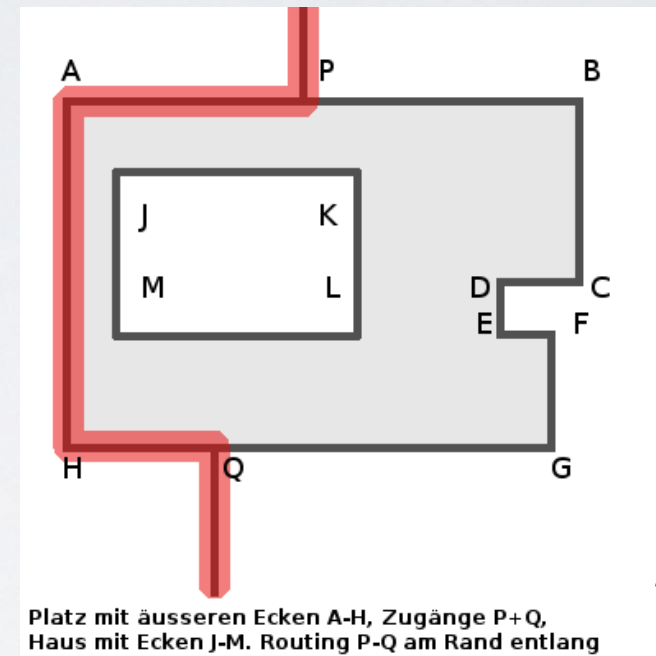 A P B
J K
M L D C
E F
H Q G
Platz mit äusseren Ecken A-H, Zugänge P+Q,
Haus mit Ecken J-M. Routing P-Q am Rand entlang